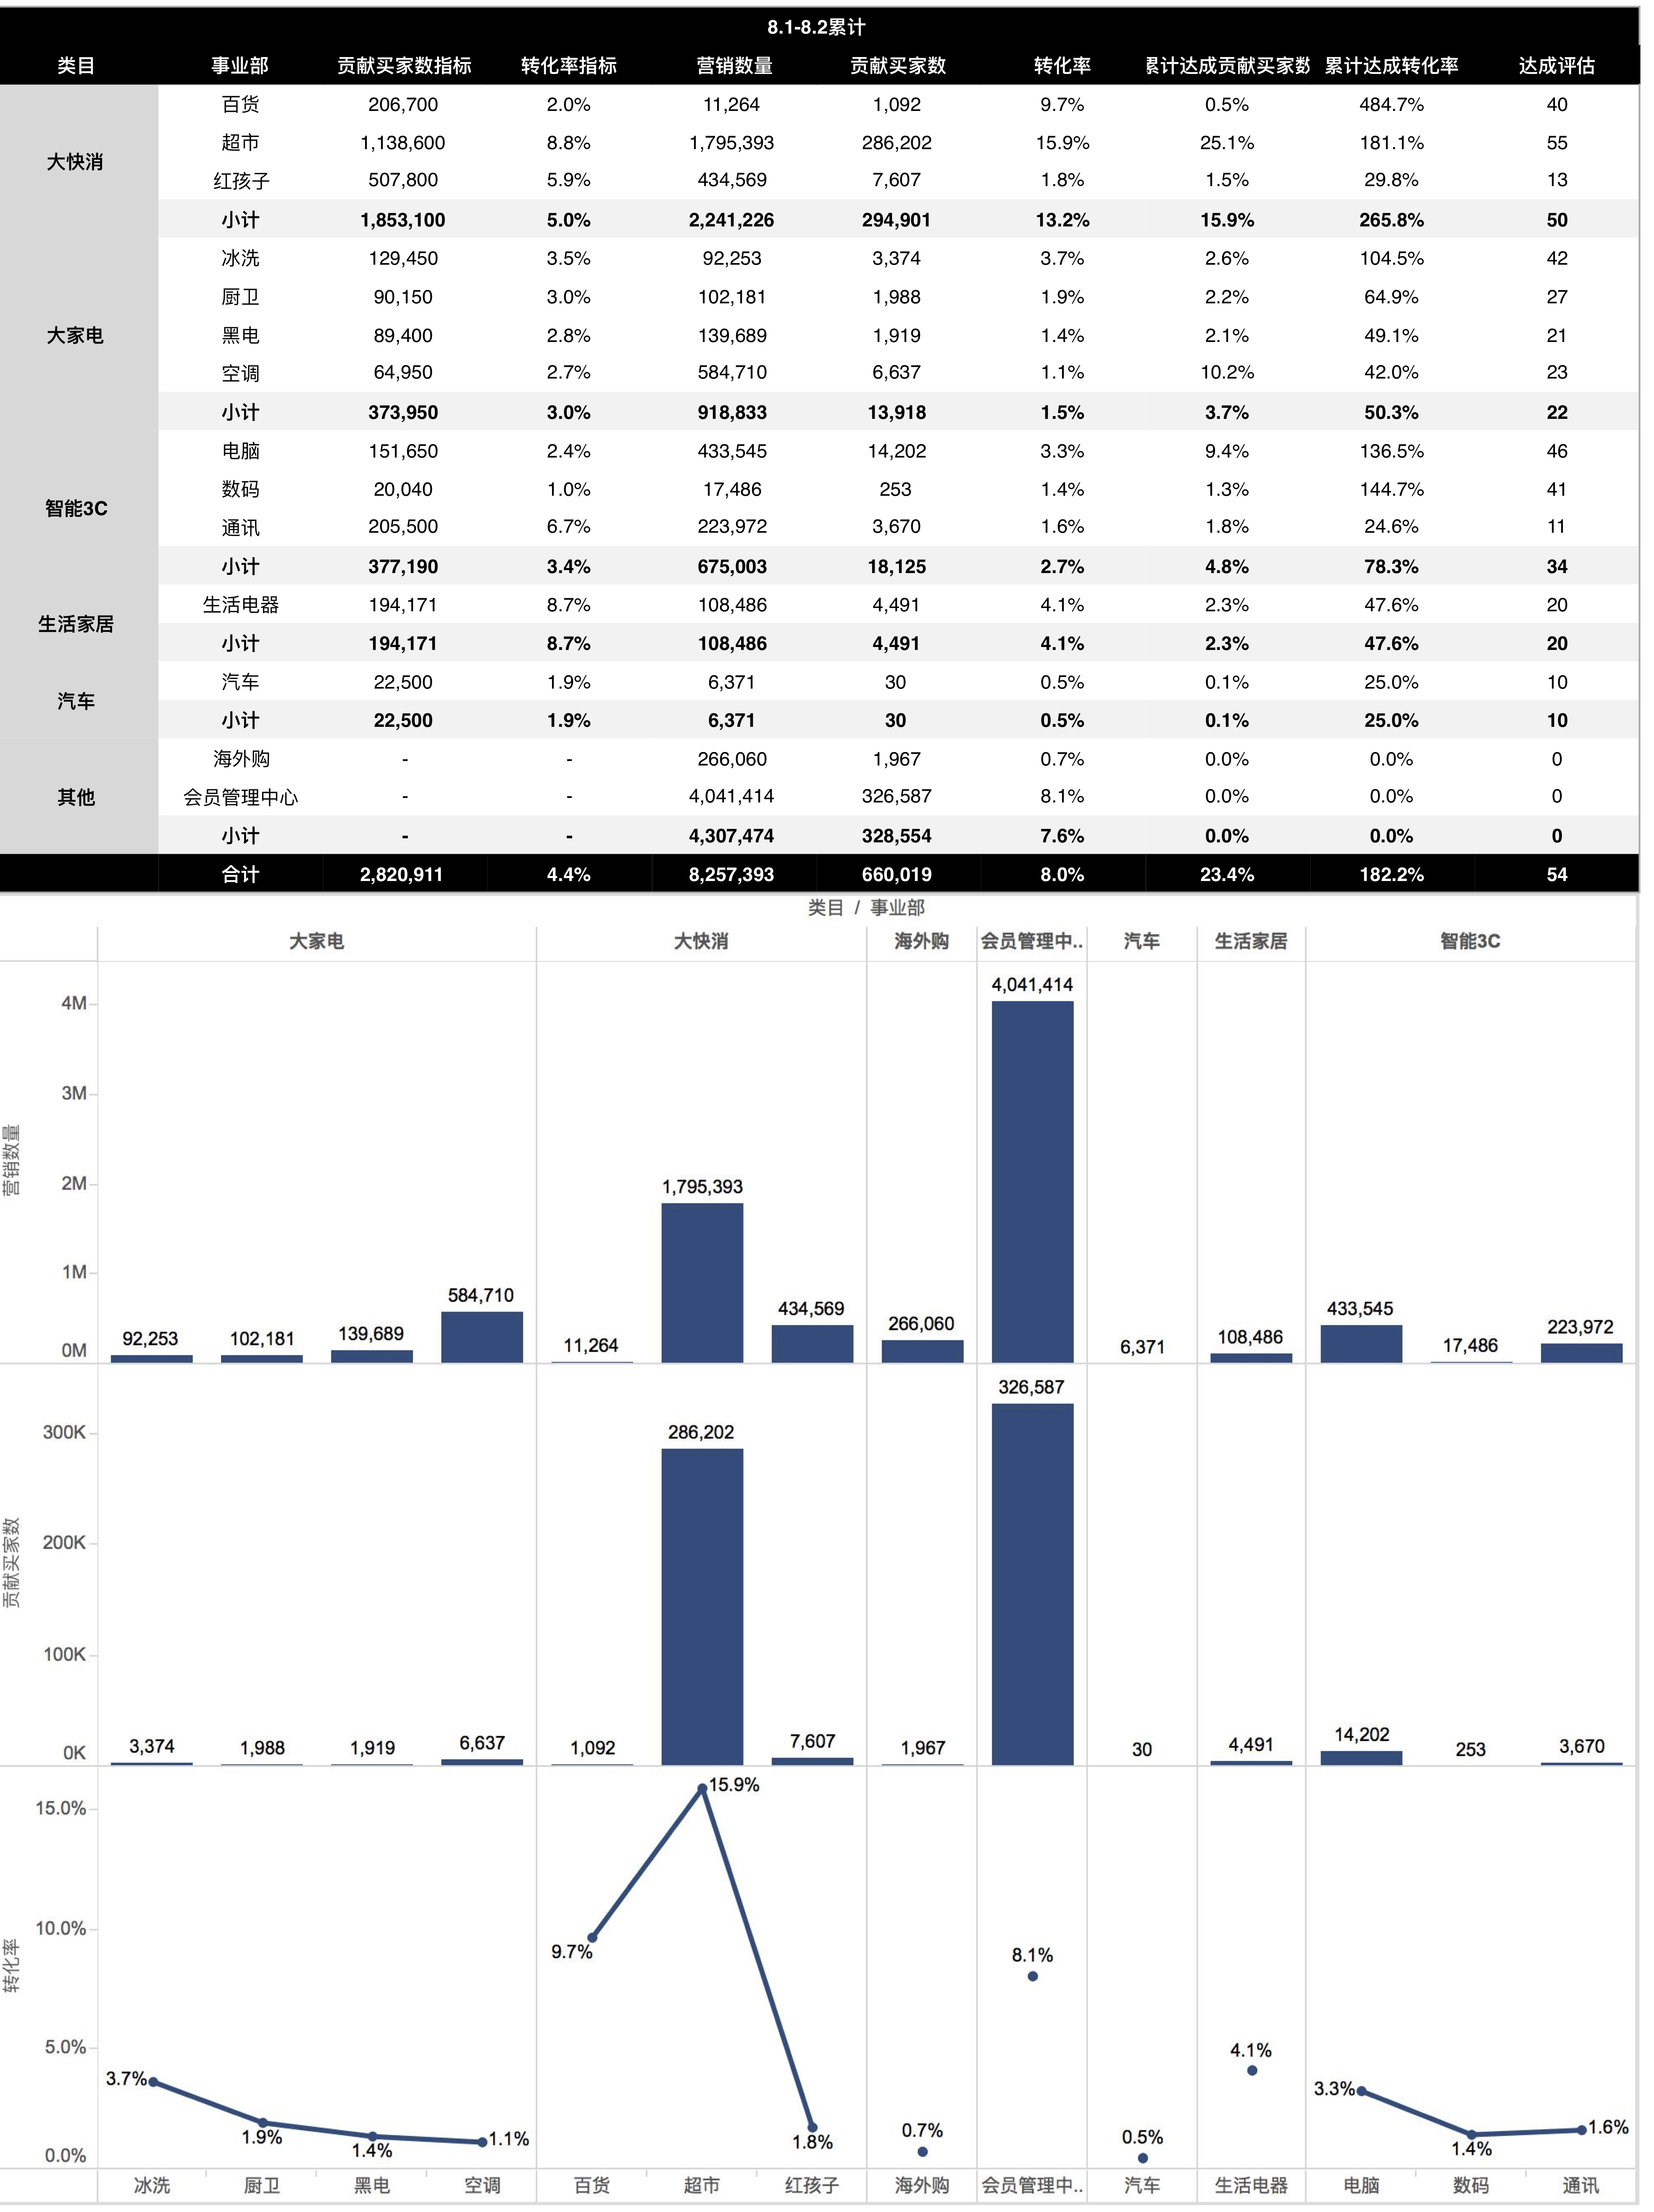 8.1-8.2累计
类目 事业部 贡献买家数指标 转化率指标 营销数量 贡献买家数 转化率 累计达成贡献买家数 累计达成转化率 达成评估
大快消
百货 206,700 2.0% 11,264 1,092 9.7% 0.5% 484.7% 40
超市 1,138,600 8.8% 1,795,393 286,202 15.9% 25.1% 181.1% 55
红孩子 507,800 5.9% 434,569 7,607 1.8% 1.5% 29.8% 13
小计 1,853,100 5.0% 2,241,226 294,901 13.2% 15.9% 265.8% 50
大家电
冰洗 129,450 3.5% 92,253 3,374 3.7% 2.6% 104.5% 42
厨卫 90,150 3.0% 102,181 1,988 1.9% 2.2% 64.9% 27
黑电 89,400 2.8% 139,689 1,919 1.4% 2.1% 49.1% 21
空调 64,950 2.7% 584,710 6,637 1.1% 10.2% 42.0% 23
小计 373,950 3.0% 918,833 13,918 1.5% 3.7% 50.3% 22
智能3C
电脑 151,650 2.4% 433,545 14,202 3.3% 9.4% 136.5% 46
数码 20,040 1.0% 17,486 253 1.4% 1.3% 144.7% 41
通讯 205,500 6.7% 223,972 3,670 1.6% 1.8% 24.6% 11
小计 377,190 3.4% 675,003 18,125 2.7% 4.8% 78.3% 34
生活家居
生活电器 194,171 8.7% 108,486 4,491 4.1% 2.3% 47.6% 20
小计 194,171 8.7% 108,486 4,491 4.1% 2.3% 47.6% 20
汽车
汽车 22,500 1.9% 6,371 30 0.5% 0.1% 25.0% 10
小计 22,500 1.9% 6,371 30 0.5% 0.1% 25.0% 10
其他
海外购 - - 266,060 1,967 0.7% 0.0% 0.0% 0
会员管理中心 - - 4,041,414 326,587 8.1% 0.0% 0.0% 0
小计 - - 4,307,474 328,554 7.6% 0.0% 0.0% 0
合计 2,820,911 4.4% 8,257,393 660,019 8.0% 23.4% 182.2% 54
类目 / 事业部
大家电 大快消 海外购 会员管理中.. 汽车 生活家居 智能3C
营销数量
4M
3M
2M
1M
0M
92,253 102,181 139,689 584,710 11,264 1,795,393 434,569 266,060 4,041,414 6,371 108,486 433,545 17,486 223,972
贡献买家数
300K
200K
100K
0K
3,374 1,988 1,919 6,637 1,092 286,202 7,607 1,967 326,587 30 4,491 14,202 253 3,670
转化率
15.0%
10.0%
5.0%
0.0%
3.7% 1.9% 1.4% 1.1% 9.7% 15.9% 1.8% 0.7% 8.1% 0.5% 4.1% 3.3% 1.4% 1.6%
冰洗 厨卫 黑电 空调 百货 超市 红孩子 海外购 会员管理中.. 汽车 生活电器 电脑 数码 通讯